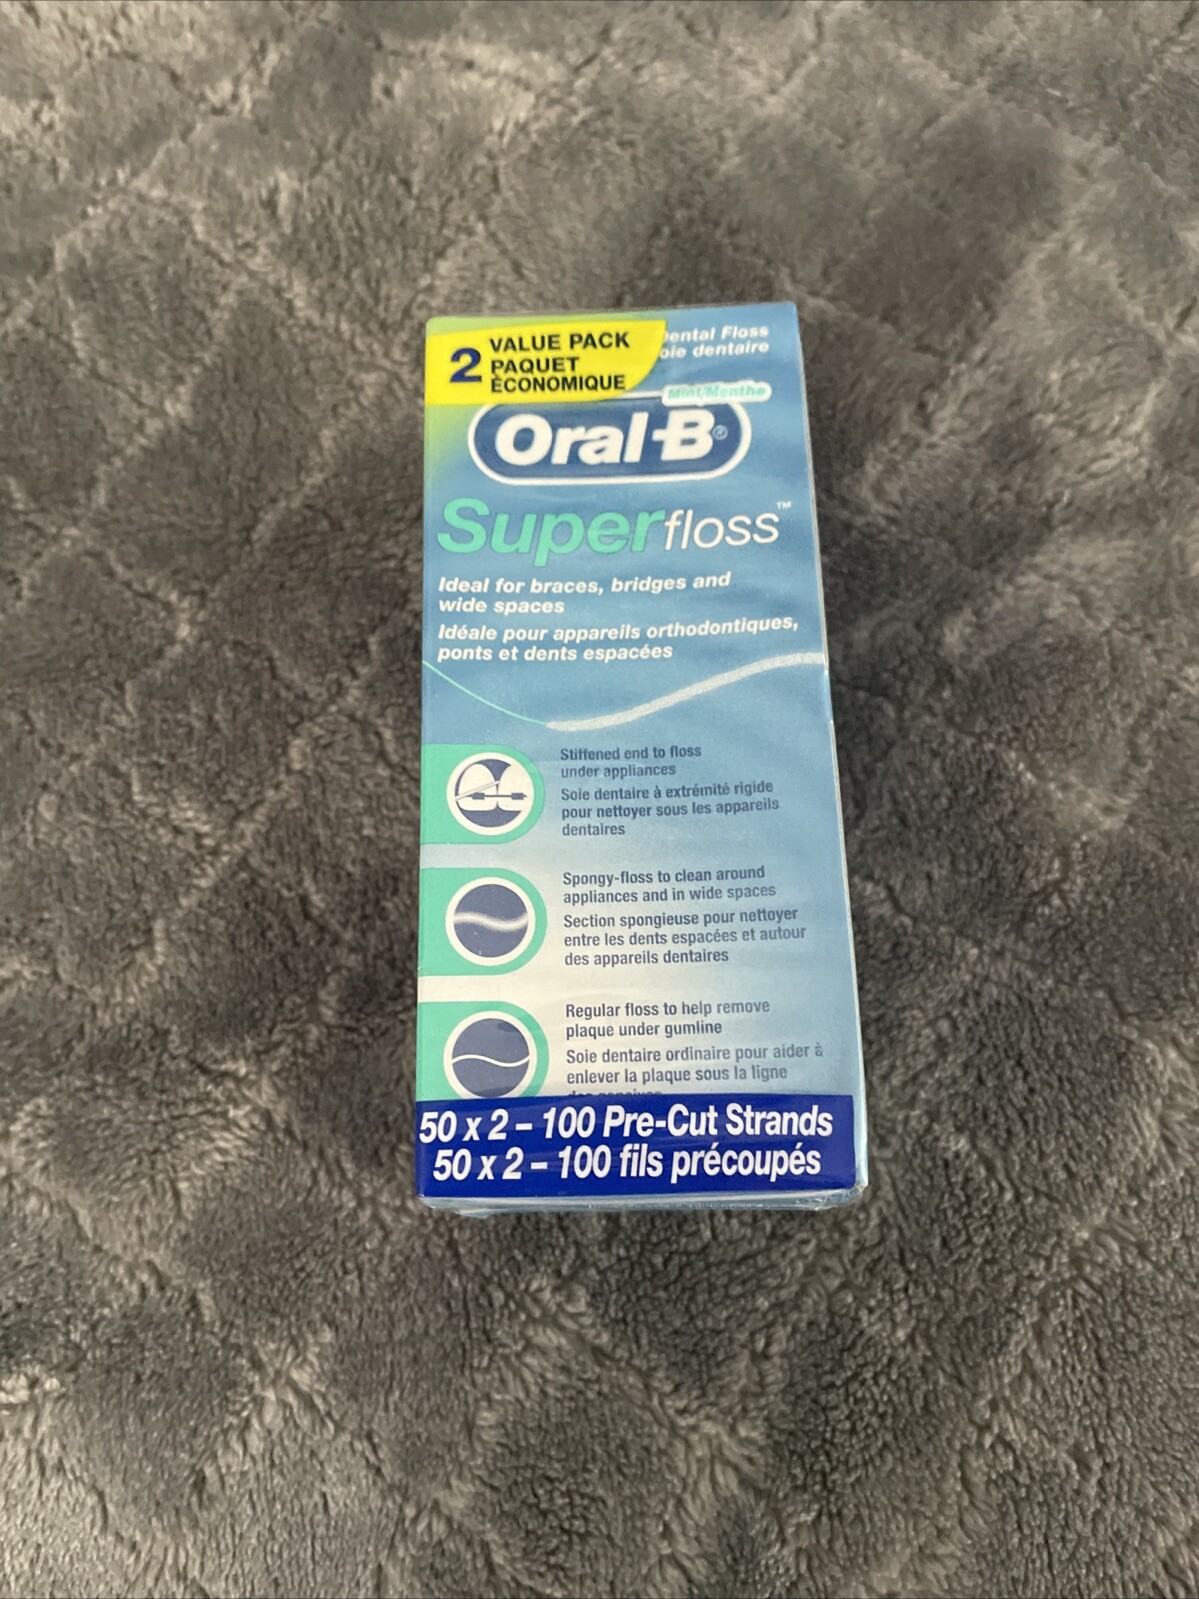 2 VALUE PACK
PAQUET
ÉCONOMIQUE
Dental Floss
Soie dentaire
Mint/Menthe
Oral-B®
Superfloss™
Ideal for braces, bridges and
wide spaces
Idéale pour appareils orthodontiques,
ponts et dents espacées
Stiffened end to floss
under appliances
Soie dentaire à extrémité rigide
pour nettoyer sous les appareils
dentaires
Spongy-floss to clean around
appliances and in wide spaces
Section spongieuse pour nettoyer
entre les dents espacées et autour
des appareils dentaires
Regular floss to help remove
plaque under gumline
Soie dentaire ordinaire pour aider à
enlever la plaque sous la ligne
50 x 2 – 100 Pre-Cut Strands
50 x 2 – 100 fils précoupés